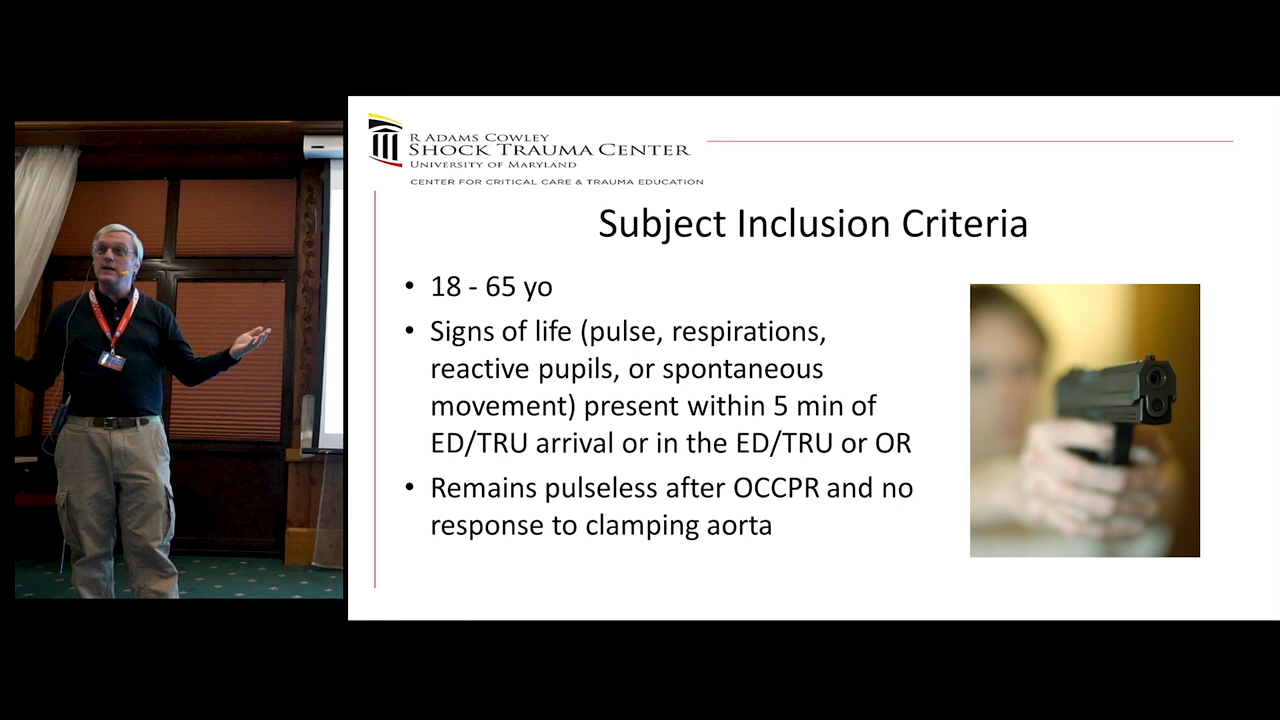 R ADAMS COWLEY
SHOCK TRAUMA CENTER
UNIVERSITY OF MARYLAND
CENTER FOR CRITICAL CARE & TRAUMA EDUCATION
Subject Inclusion Criteria
• 18 - 65 yo
• Signs of life (pulse, respirations,
reactive pupils, or spontaneous
movement) present within 5 min of
ED/TRU arrival or in the ED/TRU or OR
• Remains pulseless after OCCPR and no
response to clamping aorta